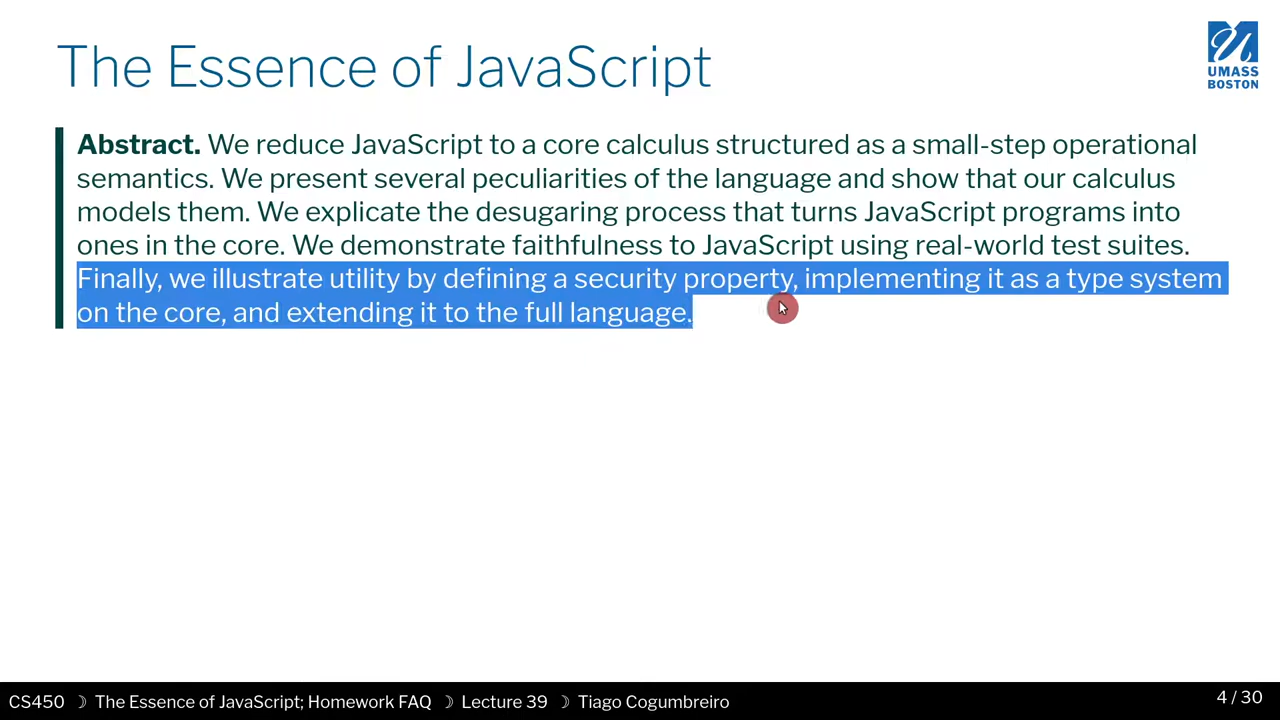 The Essence of JavaScript
UMASS
BOSTON
Abstract. We reduce JavaScript to a core calculus structured as a small-step operational
semantics. We present several peculiarities of the language and show that our calculus
models them. We explicate the desugaring process that turns JavaScript programs into
ones in the core. We demonstrate faithfulness to JavaScript using real-world test suites.
Finally, we illustrate utility by defining a security property, implementing it as a type system
on the core, and extending it to the full language.
CS450 ☽ The Essence of JavaScript; Homework FAQ ☽ Lecture 39 ☽ Tiago Cogumbreiro
4 / 30